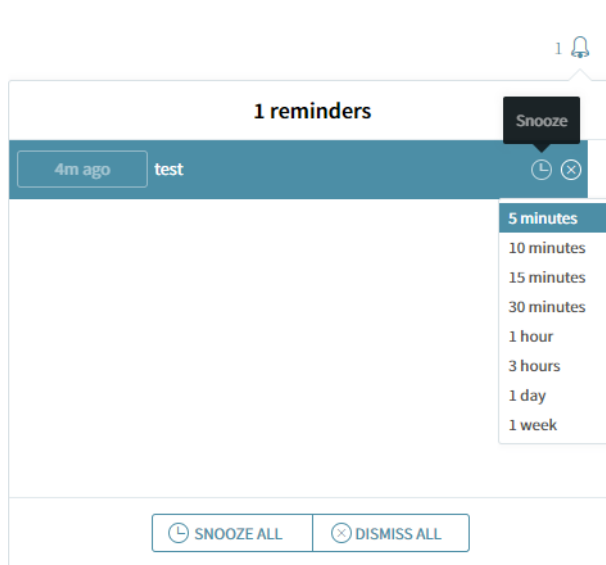 1
1 reminders
Snooze
4m ago test
5 minutes
10 minutes
15 minutes
30 minutes
1 hour
3 hours
1 day
1 week
SNOOZE ALL DISMISS ALL